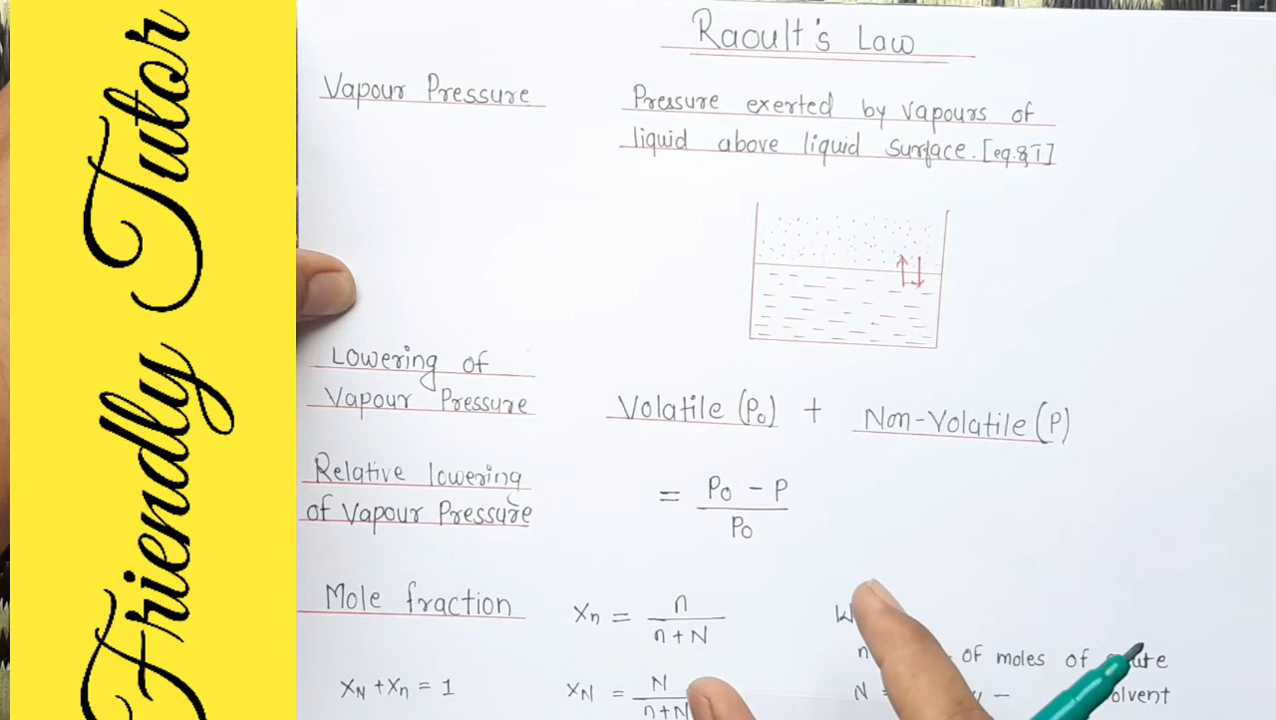 Friendly Tutor
Raoult's Law
Vapour Pressure
Pressure exerted by vapours of
liquid above liquid surface. [eq. & T]
Lowering of
Vapour Pressure
Volatile (P₀) + Non-Volatile (P)
Relative lowering
of Vapour Pressure
= P₀ - P / P₀
Mole fraction
xn = n / n+N
n of moles of
xN + xn = 1
xN = N / n+N
N =